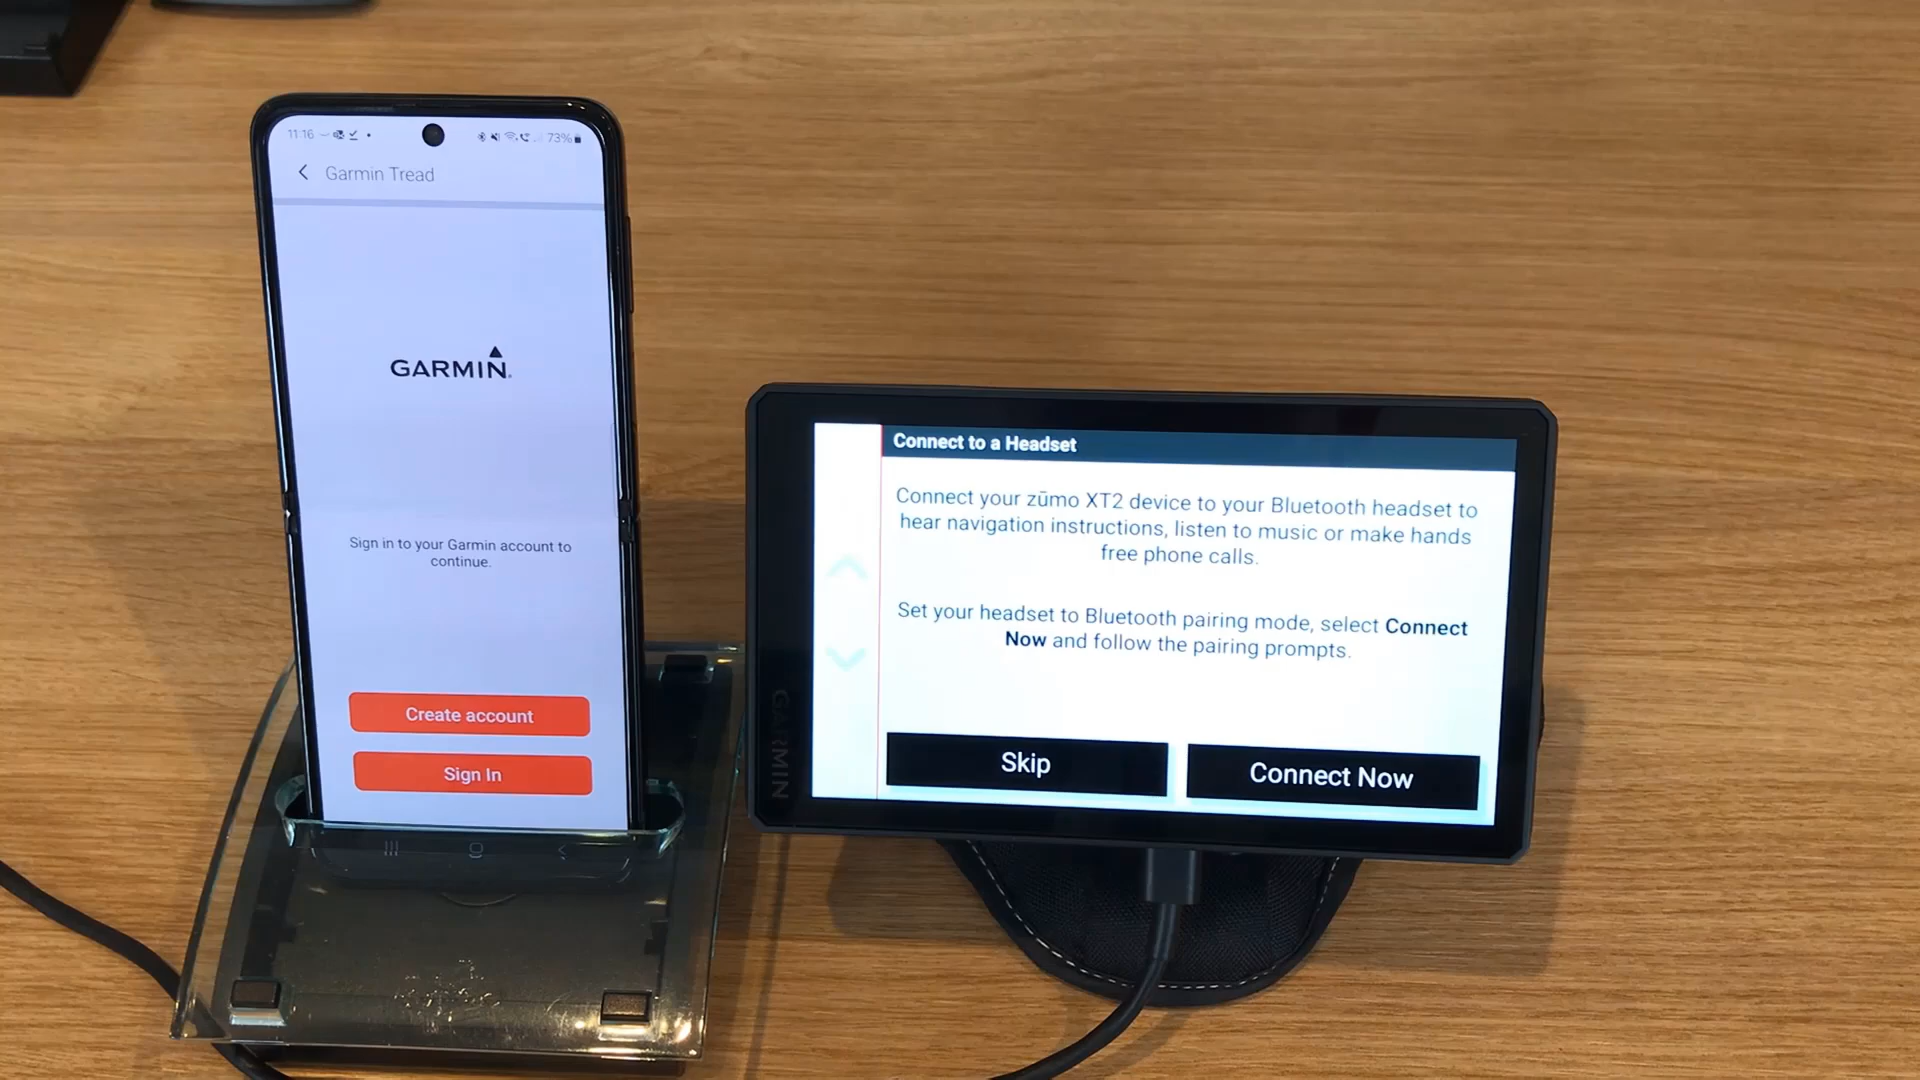 11:16
73%
Garmin Tread
GARMIN
Sign in to your Garmin account to
continue.
Create account
Sign In
Connect to a Headset
Connect your zūmo XT2 device to your Bluetooth headset to
hear navigation instructions, listen to music or make hands
free phone calls.
Set your headset to Bluetooth pairing mode, select Connect
Now and follow the pairing prompts.
Skip
Connect Now
GARMIN